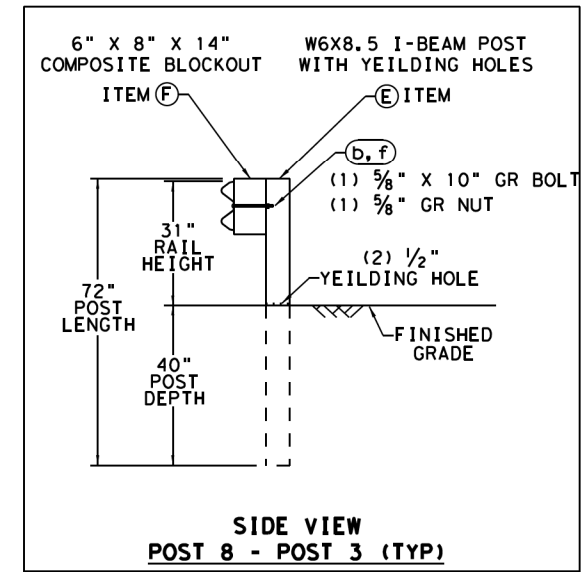 6" X 8" X 14"
COMPOSITE BLOCKOUT
ITEM F
W6X8.5 I-BEAM POST
WITH YEILDING HOLES
E ITEM
b, f
(1) 5/8" X 10" GR BOLT
(1) 5/8" GR NUT
31"
RAIL
HEIGHT
(2) 1/2"
YEILDING HOLE
72"
POST
LENGTH
FINISHED
GRADE
40"
POST
DEPTH
SIDE VIEW
POST 8 - POST 3 (TYP)